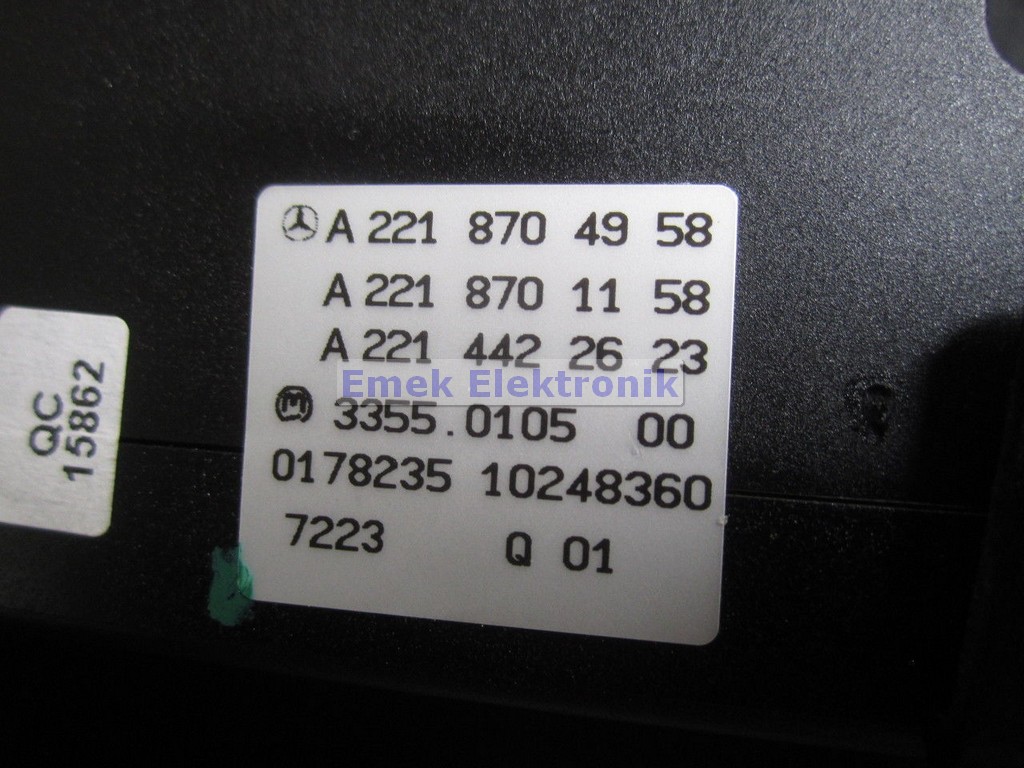 A 221 870 49 58
A 221 870 11 58
A 221 442 26 23
Emek Elektronik
M 3355.0105 00
0178235 10248360
7223 Q 01
QC
15862